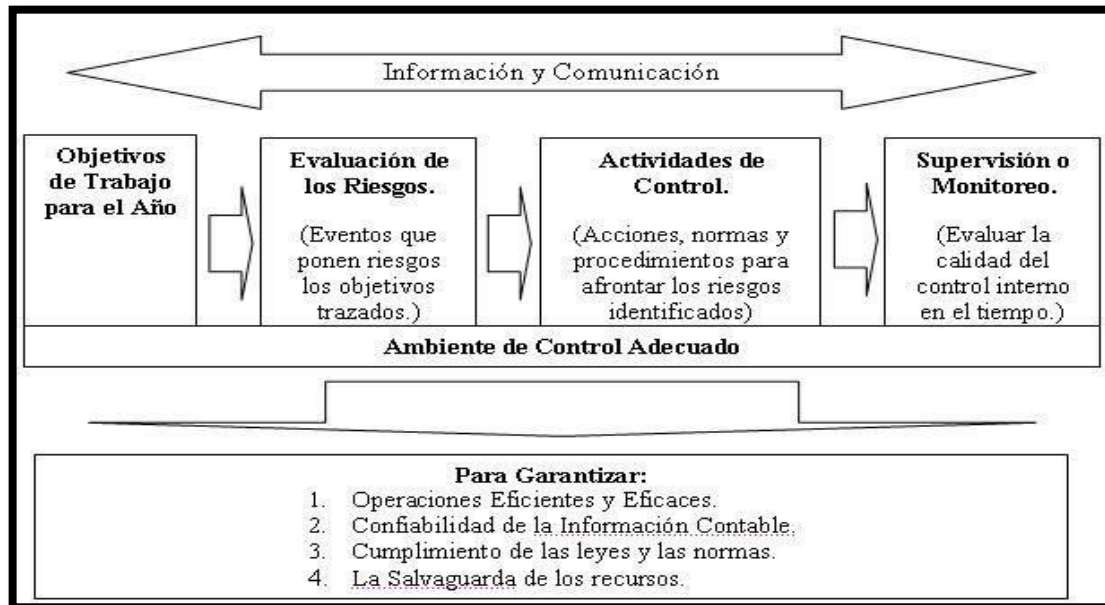 Información y Comunicación
Objetivos
de Trabajo
para el Año
Evaluación de
los Riesgos.
(Eventos que
ponen riesgos
los objetivos
trazados.)
Actividades de
Control.
(Acciones, normas y
procedimientos para
afrontar los riesgos
identificados)
Supervisión o
Monitoreo.
(Evaluar la
calidad del
control interno
en el tiempo.)
Ambiente de Control Adecuado
Para Garantizar:
1. Operaciones Eficientes y Eficaces.
2. Confiabilidad de la Información Contable.
3. Cumplimiento de las leyes y las normas.
4. La Salvaguarda de los recursos.